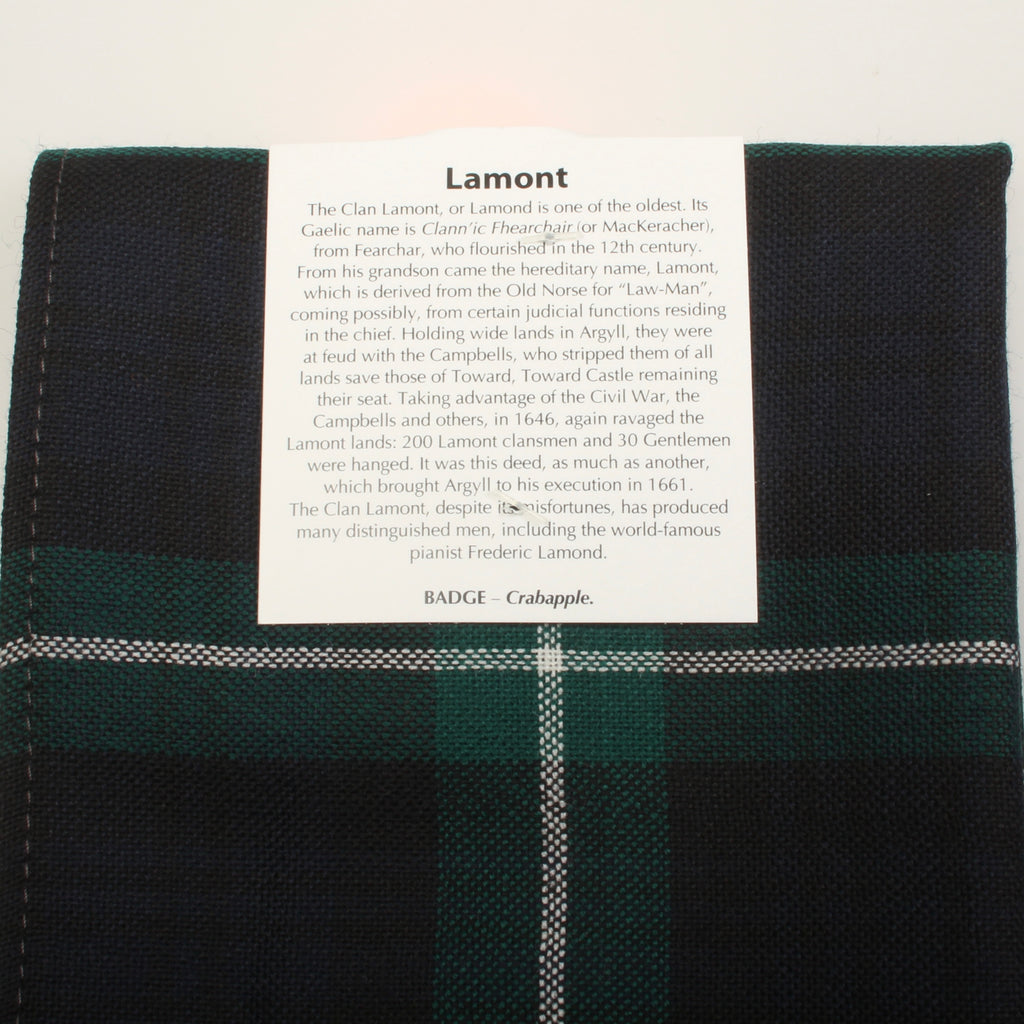 Lamont
The Clan Lamont, or Lamond is one of the oldest. Its
Gaelic name is Clann'ic Fhearchair (or MacKeracher),
from Fearchar, who flourished in the 12th century.
From his grandson came the hereditary name, Lamont,
which is derived from the Old Norse for “Law-Man”,
coming possibly, from certain judicial functions residing
in the chief. Holding wide lands in Argyll, they were
at feud with the Campbells, who stripped them of all
lands save those of Toward, Toward Castle remaining
their seat. Taking advantage of the Civil War, the
Campbells and others, in 1646, again ravaged the
Lamont lands: 200 Lamont clansmen and 30 Gentlemen
were hanged. It was this deed, as much as another,
which brought Argyll to his execution in 1661.
The Clan Lamont, despite its misfortunes, has produced
many distinguished men, including the world-famous
pianist Frederic Lamond.
BADGE – Crabapple.